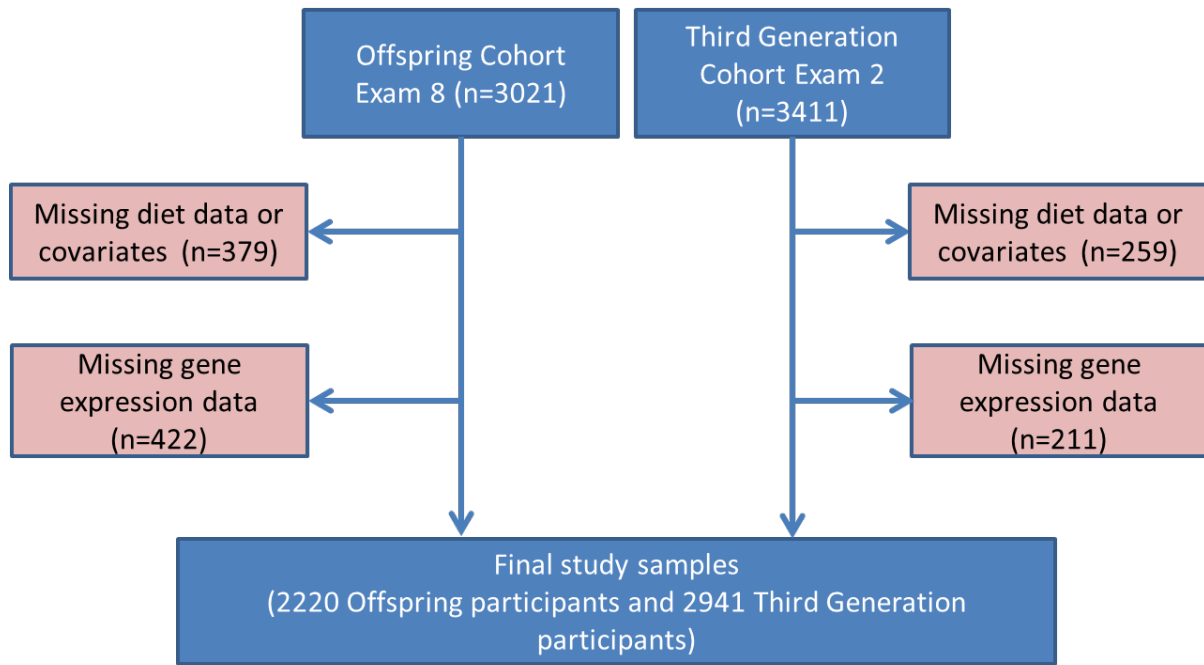 Offspring Cohort
Exam 8 (n=3021)
Third Generation
Cohort Exam 2
(n=3411)
Missing diet data or
covariates (n=379)
Missing diet data or
covariates (n=259)
Missing gene
expression data
(n=422)
Missing gene
expression data
(n=211)
Final study samples
(2220 Offspring participants and 2941 Third Generation
participants)